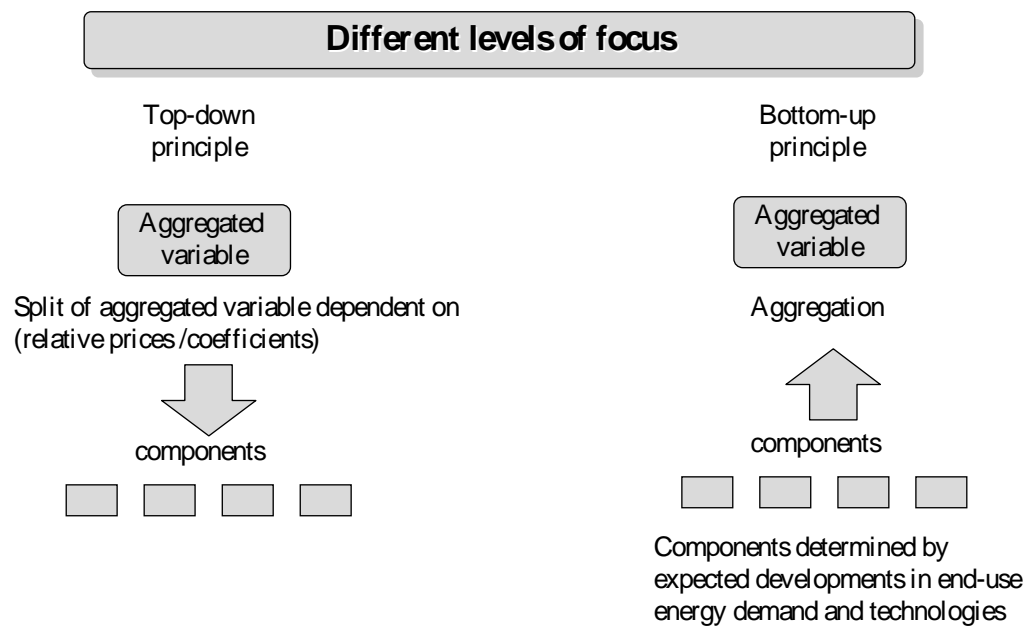 Different levels of focus
Top-down
principle
Aggregated
variable
Split of aggregated variable dependent on
(relative prices/coefficients)
components
Bottom-up
principle
Aggregated
variable
Aggregation
components
Components determined by
expected developments in end-use
energy demand and technologies